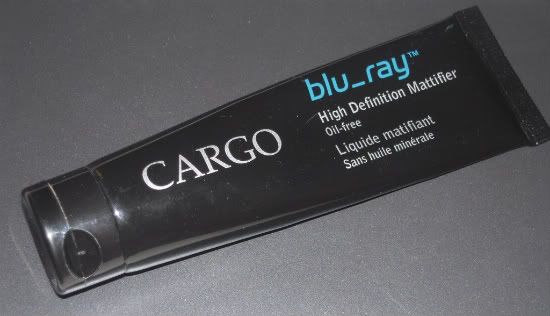 CARGO
blu_ray™
High Definition Mattifier
Oil-free
Liquide matifiant
Sans huile minérale